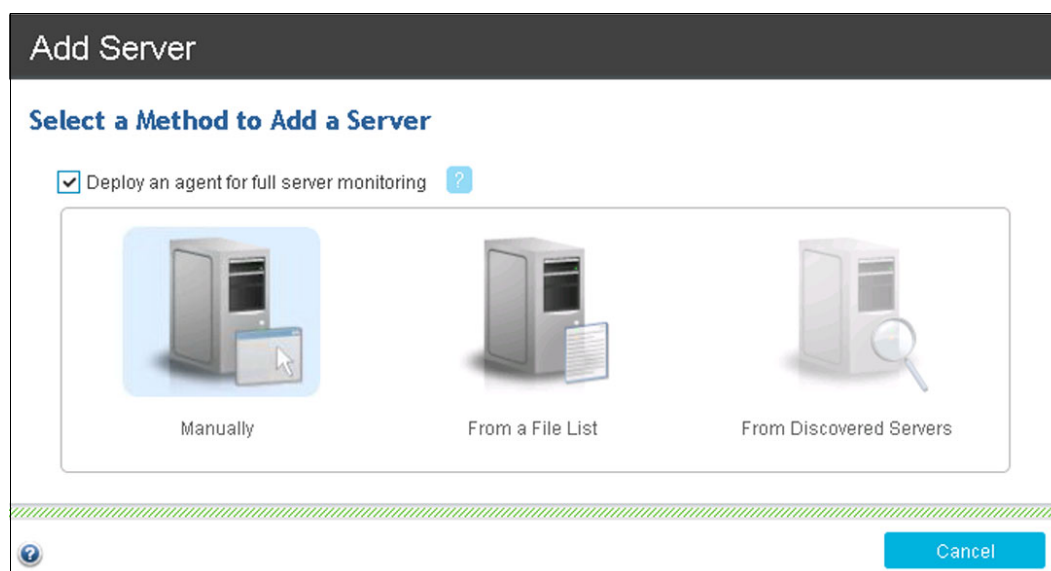 Add Server
Select a Method to Add a Server
Deploy an agent for full server monitoring ?
Manually
From a File List
From Discovered Servers
?
Cancel